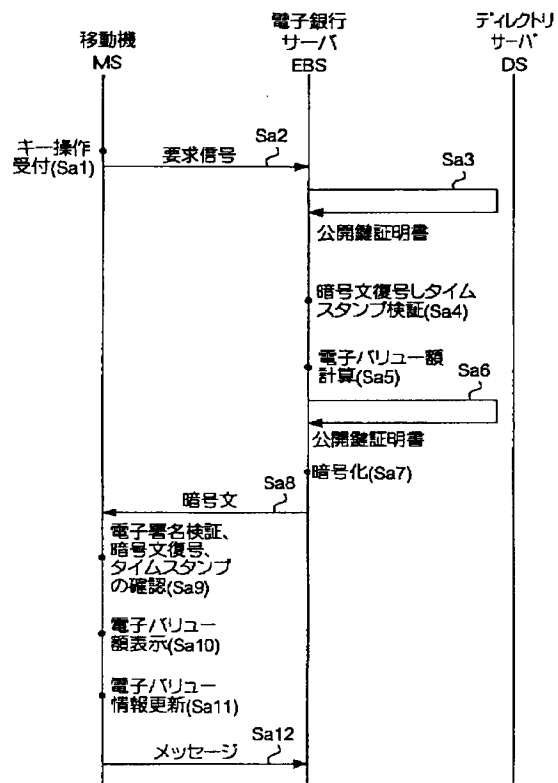 移動機
MS
電子銀行
サーバ
EBS
ディレクトリ
サーバ
DS
キー操作
受付(Sa1)
要求信号
Sa2
Sa3
公開鍵証明書
暗号文復号しタイム
スタンプ検証(Sa4)
電子バリュー額
計算(Sa5)
Sa6
公開鍵証明書
暗号化(Sa7)
Sa8
暗号文
電子署名検証、
暗号文復号、
タイムスタンプ
の確認(Sa9)
電子バリュー
額表示(Sa10)
電子バリュー
情報更新(Sa11)
Sa12
メッセージ